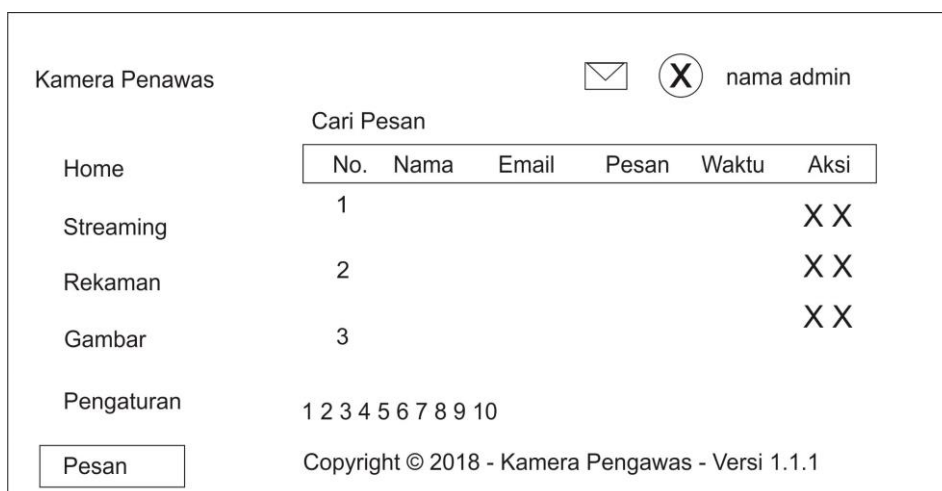 Kamera Penawas
X nama admin
Cari Pesan
No. Nama Email Pesan Waktu Aksi
Home
1 X X
Streaming
2 X X
Rekaman
X X
3
Gambar
Pengaturan
1 2 3 4 5 6 7 8 9 10
Pesan
Copyright © 2018 - Kamera Pengawas - Versi 1.1.1